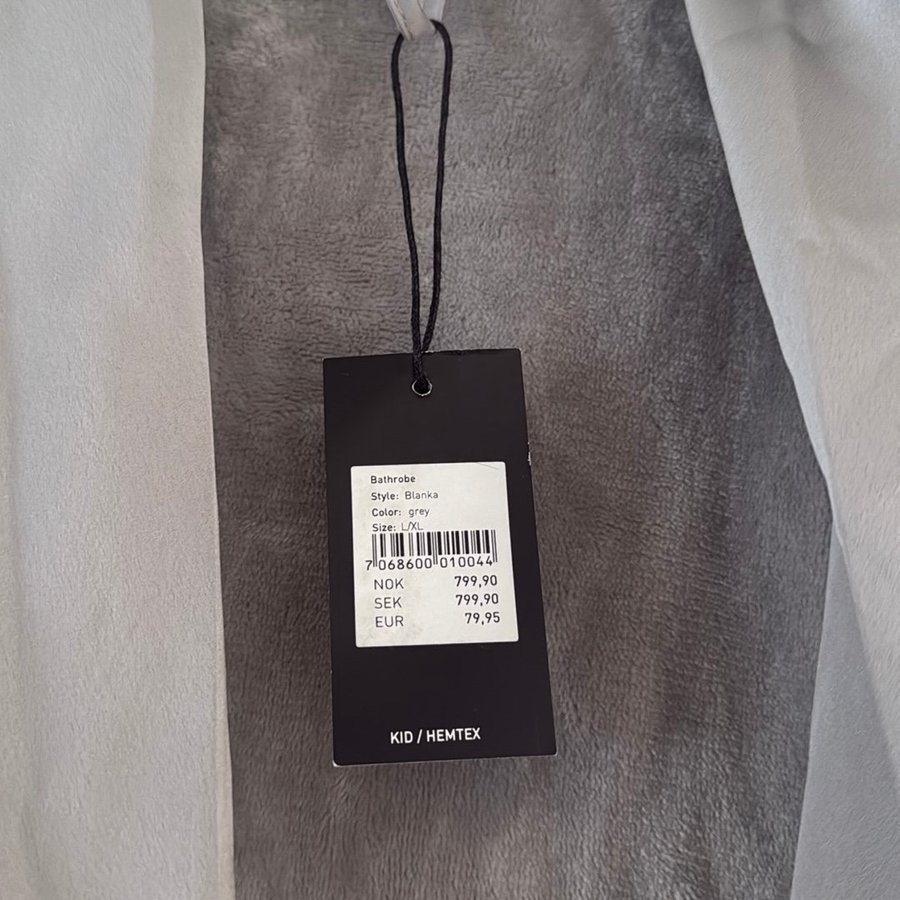 Bathrobe
Style: Blanka
Color: grey
Size: L/XL
7 068600 010044
NOK 799,90
SEK 799,90
EUR 79,95
KID / HEMTEX